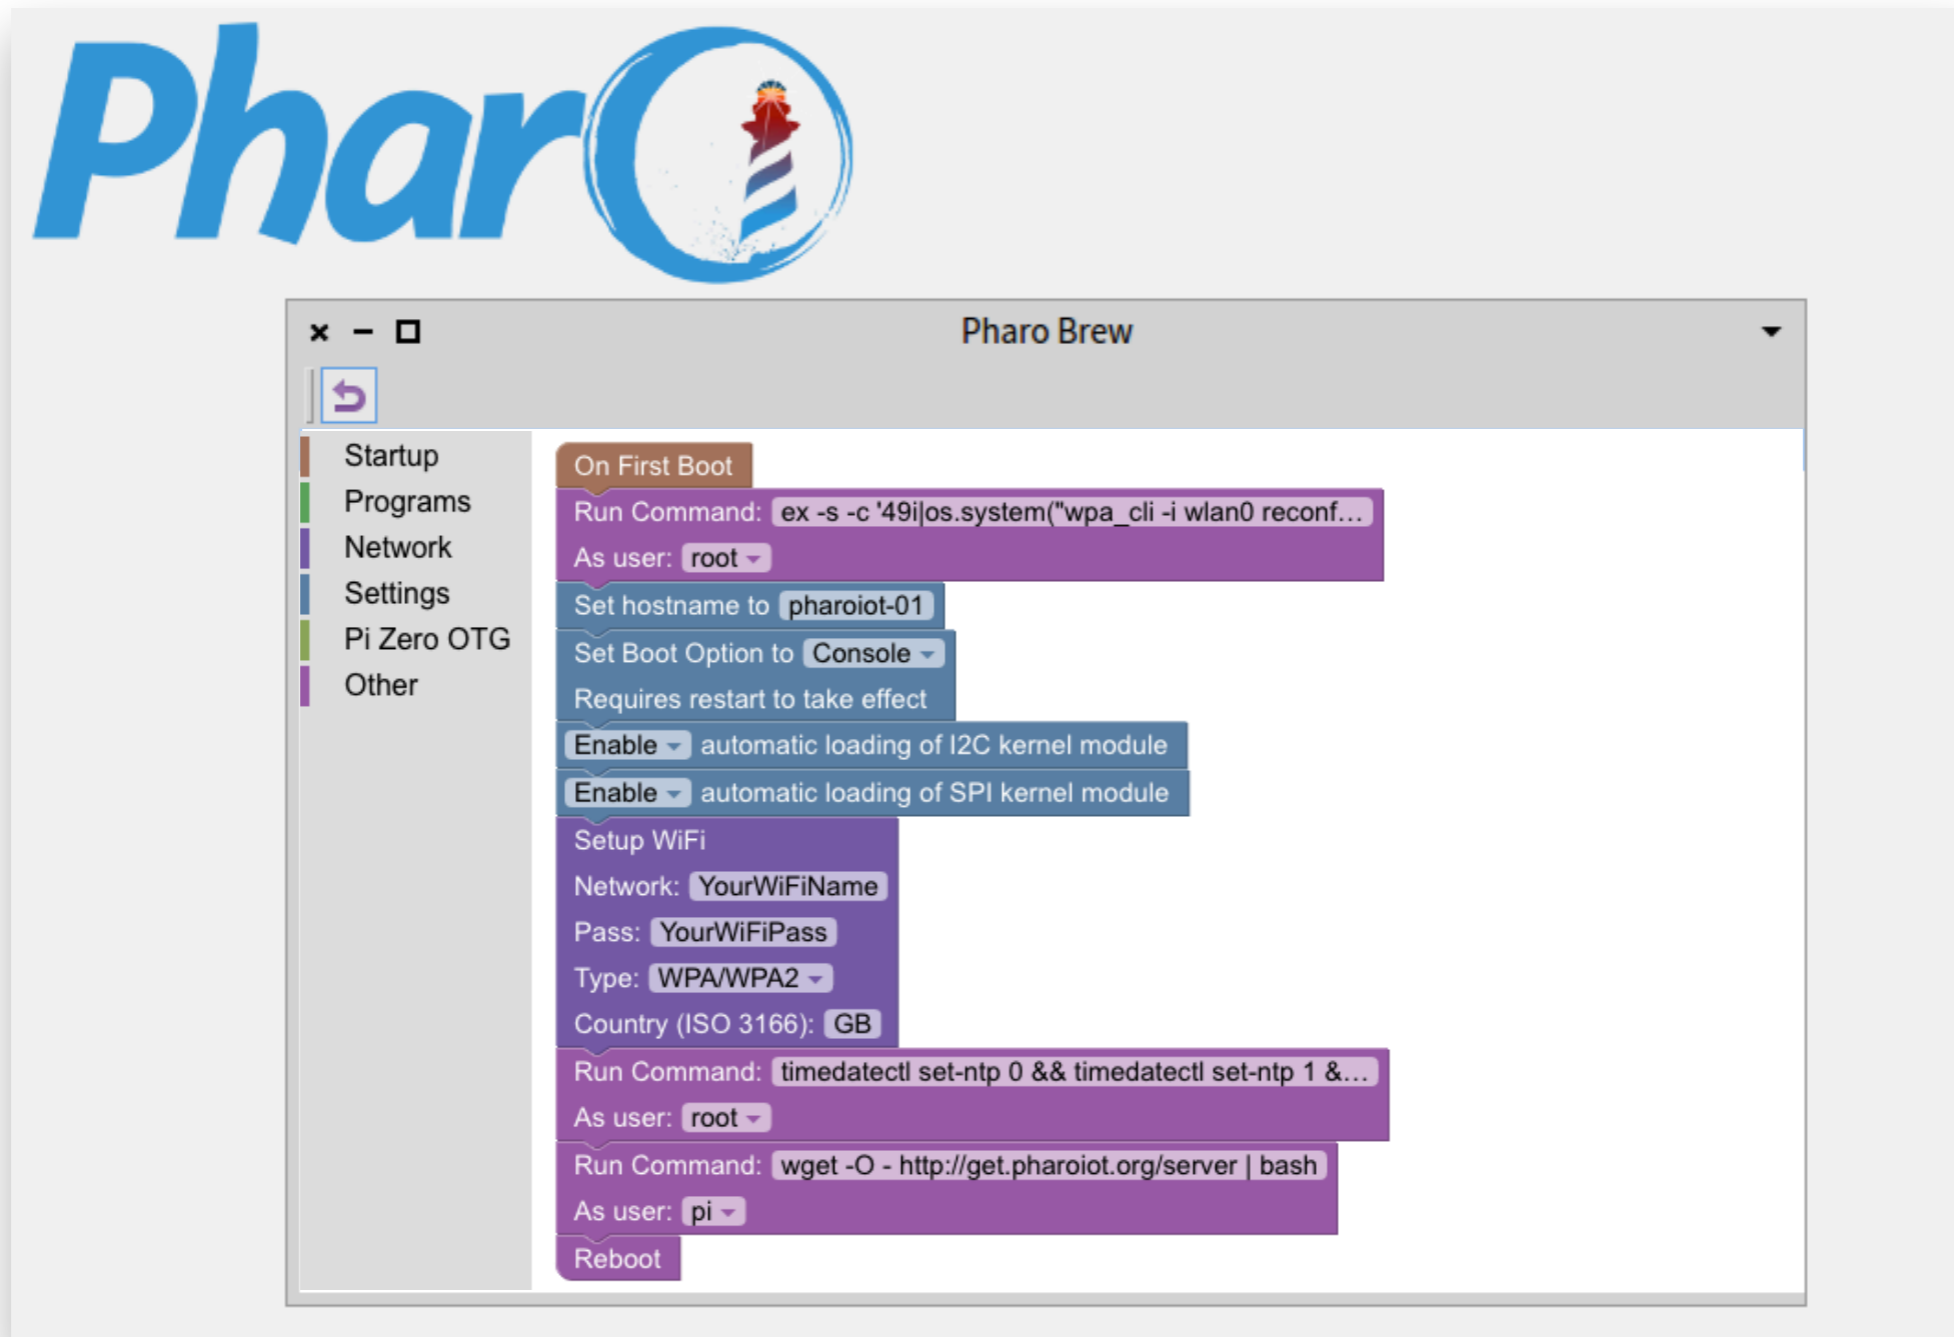 Pharo
Pharo Brew
Startup
Programs
Network
Settings
Pi Zero OTG
Other
On First Boot
Run Command: ex -s -c '49i|os.system("wpa_cli -i wlan0 reconf...
As user: root
Set hostname to pharoiot-01
Set Boot Option to Console
Requires restart to take effect
Enable automatic loading of I2C kernel module
Enable automatic loading of SPI kernel module
Setup WiFi
Network: YourWiFiName
Pass: YourWiFiPass
Type: WPA/WPA2
Country (ISO 3166): GB
Run Command: timedatectl set-ntp 0 && timedatectl set-ntp 1 &...
As user: root
Run Command: wget -O - http://get.pharoiot.org/server | bash
As user: pi
Reboot